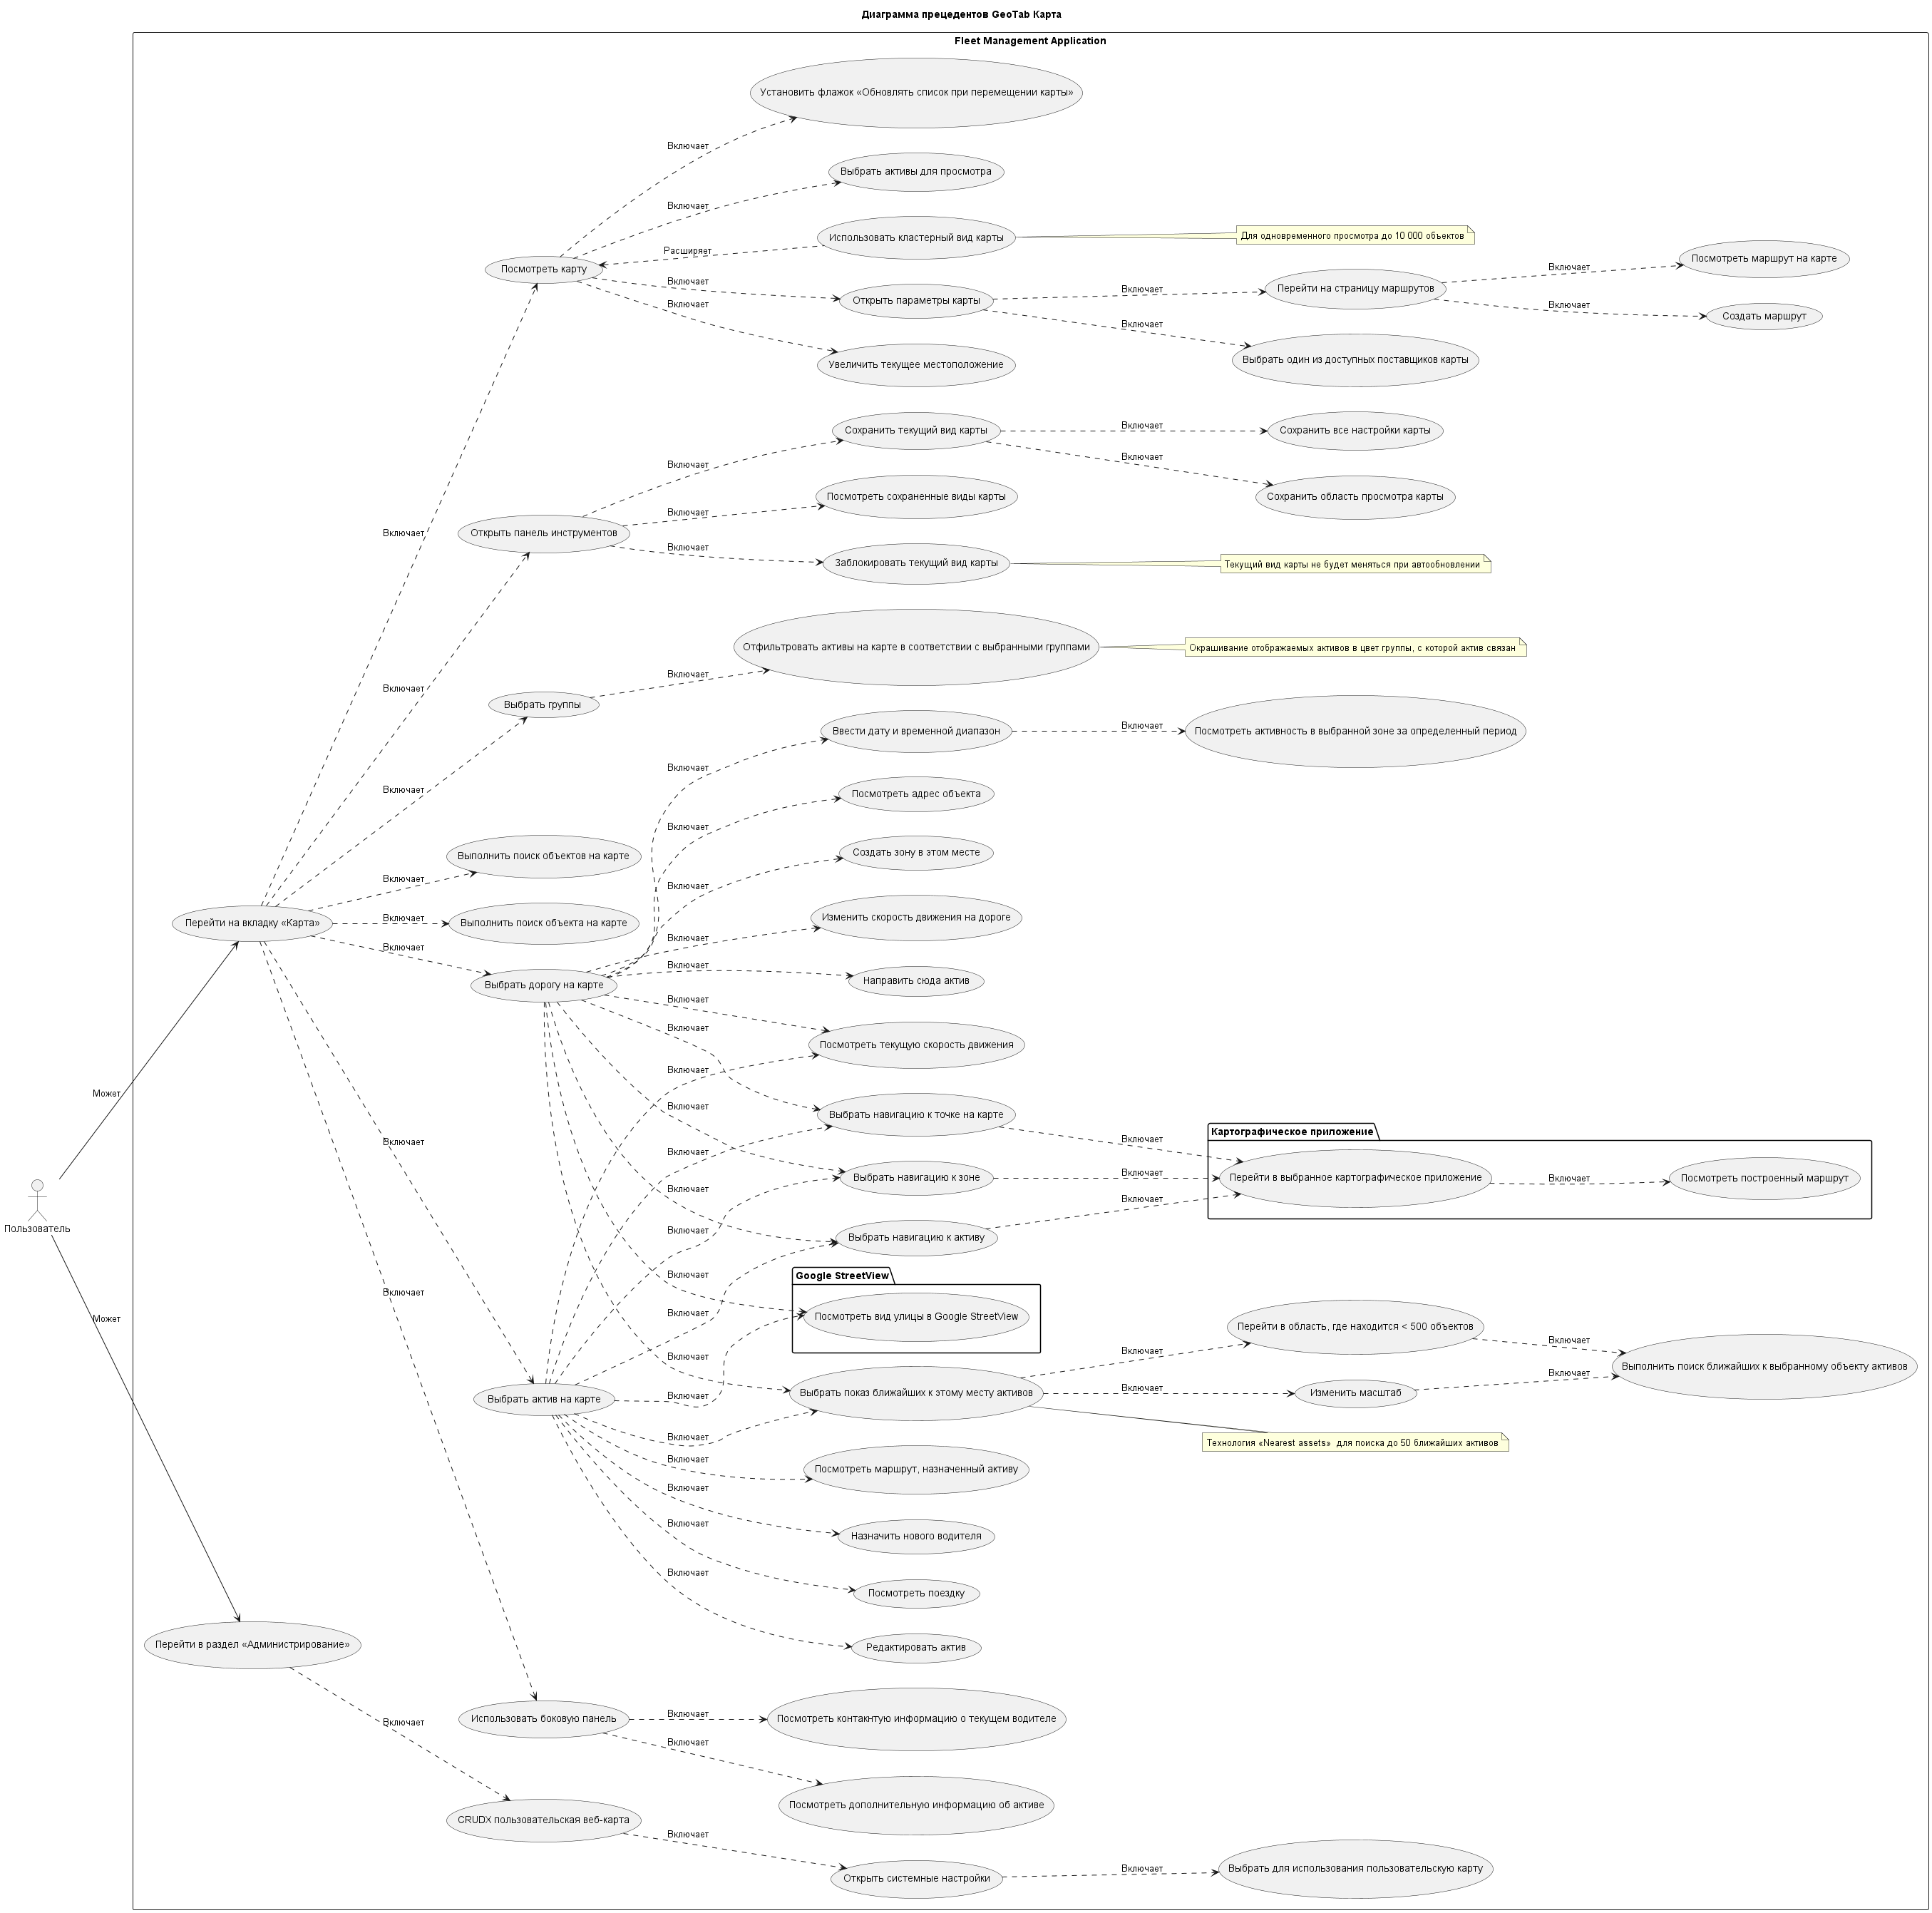 Диаграмма прецедентов GeoTab Карта
Fleet Management Application
Установить флажок «Обновлять список при перемещении карты»
Включает
Выбрать активы для просмотра
Включает
Использовать кластерный вид карты
Для одновременного просмотра до 10 000 объектов
Расширяет
Посмотреть карту
Посмотреть маршрут на карте
Включает
Перейти на страницу маршрутов
Включает
Открыть параметры карты
Включает
Включает
Создать маршрут
Включает
Выбрать один из доступных поставщиков карты
Увеличить текущее местоположение
Включает
Сохранить текущий вид карты
Включает
Сохранить все настройки карты
Включает
Включает
Сохранить область просмотра карты
Посмотреть сохраненные виды карты
Включает
Открыть панель инструментов
Включает
Включает
Заблокировать текущий вид карты
Текущий вид карты не будет меняться при автообновлении
Отфильтровать активы на карте в соответствии с выбранными группами
Окрашивание отображаемых активов в цвет группы, с которой актив связан
Включает
Включает
Выбрать группы
Ввести дату и временной диапазон
Включает
Посмотреть активность в выбранной зоне за определенный период
Включает
Включает
Посмотреть адрес объекта
Включает
Выполнить поиск объектов на карте
Создать зону в этом месте
Включает
Включает
Перейти на вкладку «Карта»
Включает
Выполнить поиск объекта на карте
Изменить скорость движения на дороге
Включает
Включает
Выбрать дорогу на карте
Включает
Направить сюда актив
Включает
Посмотреть текущую скорость движения
Включает
Включает
Может
Включает
Выбрать навигацию к точке на карте
Картографическое приложение
Включает
Включает
Включает
Выбрать навигацию к зоне
Включает
Перейти в выбранное картографическое приложение
Включает
Посмотреть построенный маршрут
Включает
Включает
Пользователь
Включает
Выбрать навигацию к активу
Google StreetView
Включает
Включает
Включает
Посмотреть вид улицы в Google StreetView
Может
Перейти в область, где находится < 500 объектов
Включает
Включает
Включает
Выполнить поиск ближайших к выбранному объекту активов
Выбрать показ ближайших к этому месту активов
Включает
Изменить масштаб
Включает
Выбрать актив на карте
Включает
Включает
Технология «Nearest assets»  для поиска до 50 ближайших активов
Включает
Посмотреть маршрут, назначенный активу
Включает
Назначить нового водителя
Включает
Посмотреть поездку
Включает
Перейти в раздел «Администрирование»
Редактировать актив
Использовать боковую панель
Включает
Посмотреть контакнтую информацию о текущем водителе
Включает
Включает
Посмотреть дополнительную информацию об активе
CRUDX пользовательская веб-карта
Включает
Открыть системные настройки
Включает
Выбрать для использования пользовательскую карту